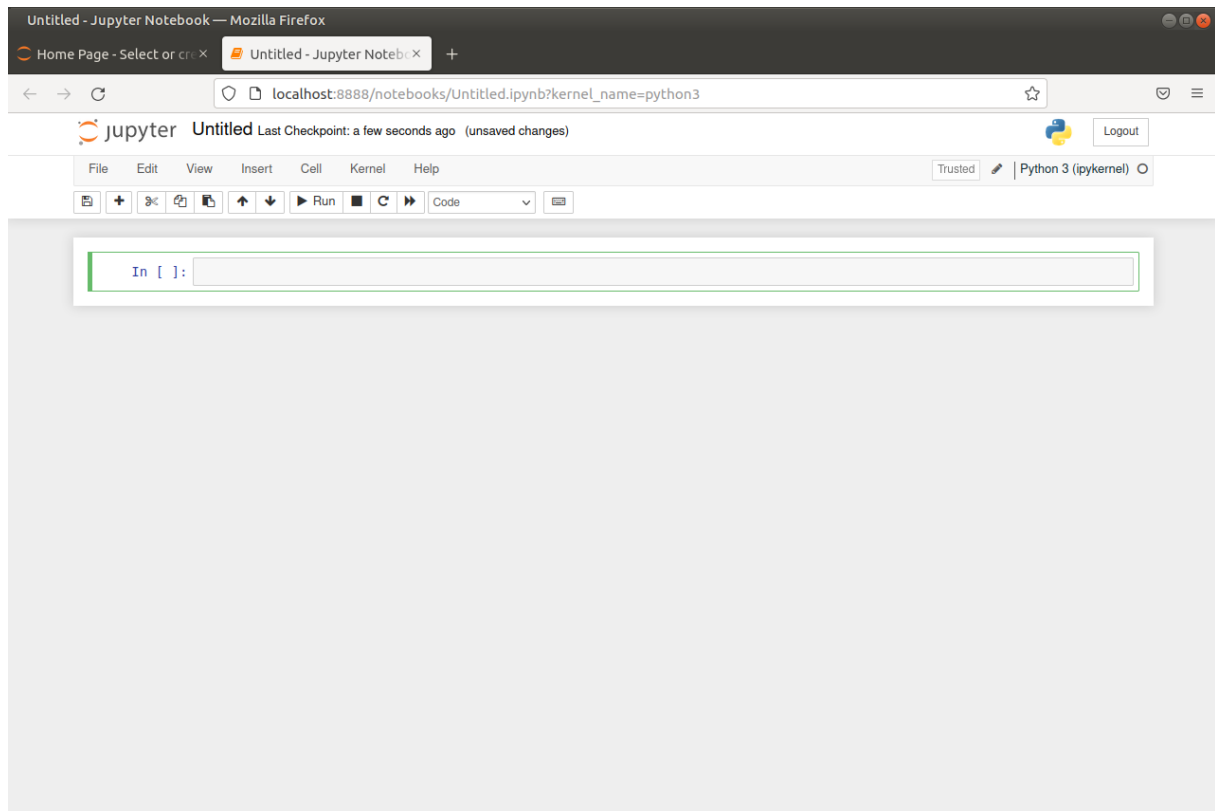 Untitled - Jupyter Notebook — Mozilla Firefox
Home Page - Select or cre
Untitled - Jupyter Notebo
localhost:8888/notebooks/Untitled.ipynb?kernel_name=python3
jupyter Untitled Last Checkpoint: a few seconds ago (unsaved changes)
Logout
File Edit View Insert Cell Kernel Help
Trusted Python 3 (ipykernel)
Run Code
In [ ]: